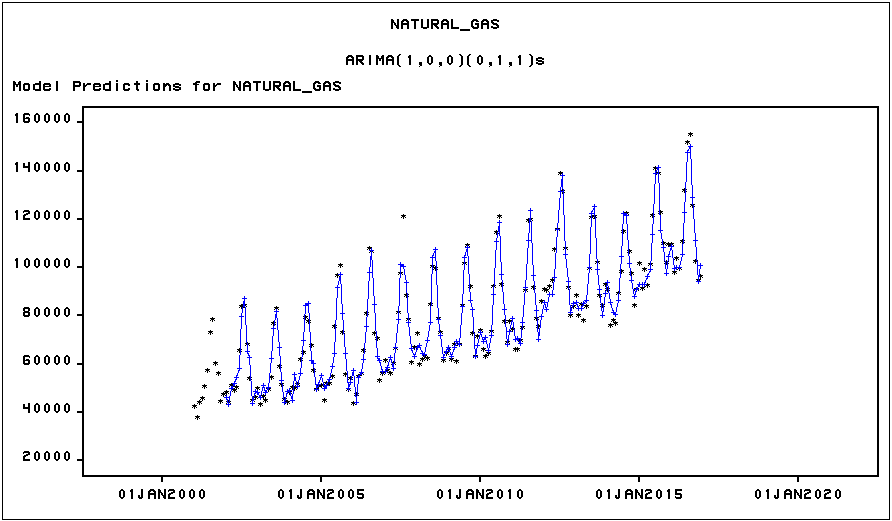 NATURAL_GAS
ARIMA(1,0,0)(0,1,1)s
Model Predictions for NATURAL_GAS
160000
140000
120000
100000
80000
60000
40000
20000
01JAN2000 01JAN2005 01JAN2010 01JAN2015 01JAN2020